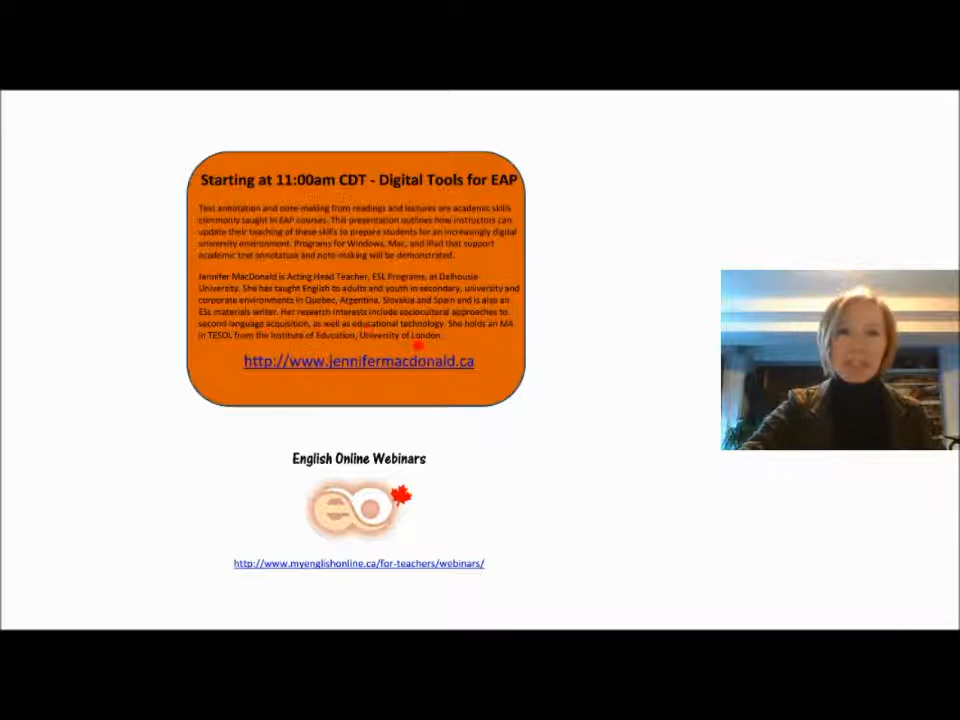 Starting at 11:00am CDT - Digital Tools for EAP
Text annotation and note-making from readings and lectures are academic skills
commonly taught in EAP courses. This presentation outlines how instructors can
update their teaching of these skills to prepare students for an increasingly digital
university environment. Programs for Windows, Mac, and iPad that support
academic text annotation and note-making will be demonstrated.
Jennifer MacDonald is Acting Head Teacher, ESL Programs, at Dalhousie
University. She has taught English to adults and youth in secondary, university and
corporate environments in Quebec, Argentina, Slovakia and Spain and is also an
ESL materials writer. Her research interests include sociocultural approaches to
second language acquisition, as well as educational technology. She holds an MA
in TESOL from the Institute of Education, University of London
http://www.jennifermacdonald.ca
English Online Webinars
http://www.myenglishonline.ca/for-teachers/webinars/